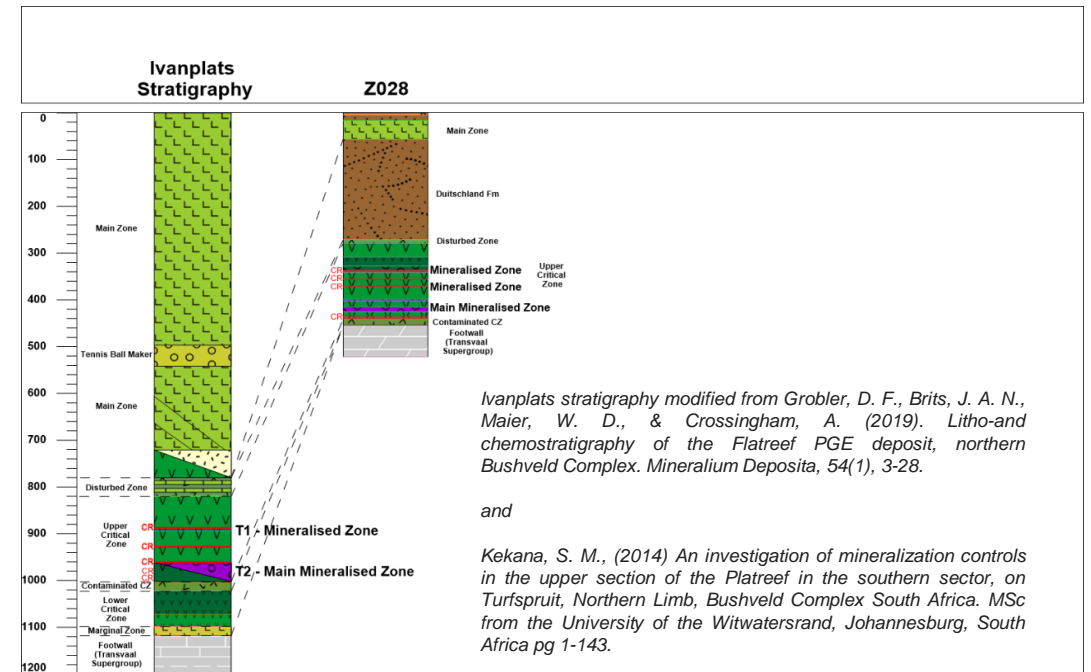 Ivanplats
Stratigraphy
Z028
0
100
200
300
400
500
600
700
800
900
1000
1100
1200
Main Zone
Tennis Ball Maker
Main Zone
Disturbed Zone
Upper
Critical
Zone
Contaminated CZ
Lower
Critical
Zone
Marginal Zone
Footwall
(Transvaal
Supergroup)
CR
CR
CR
CR
CR
T1 - Mineralised Zone
T2 - Main Mineralised Zone
Main Zone
Duitschland Fm
Disturbed Zone
CR
CR
CR
CR
Mineralised Zone
Mineralised Zone
Upper
Critical
Zone
Main Mineralised Zone
Contaminated CZ
Footwall
(Transvaal
Supergroup)
Ivanplats stratigraphy modified from Grobler, D. F., Brits, J. A. N.,
Maier, W. D., & Crossingham, A. (2019). Litho-and
chemostratigraphy of the Flatreef PGE deposit, northern
Bushveld Complex. Mineralium Deposita, 54(1), 3-28.
and
Kekana, S. M., (2014) An investigation of mineralization controls
in the upper section of the Platreef in the southern sector, on
Turfspruit, Northern Limb, Bushveld Complex South Africa. MSc
from the University of the Witwatersrand, Johannesburg, South
Africa pg 1-143.